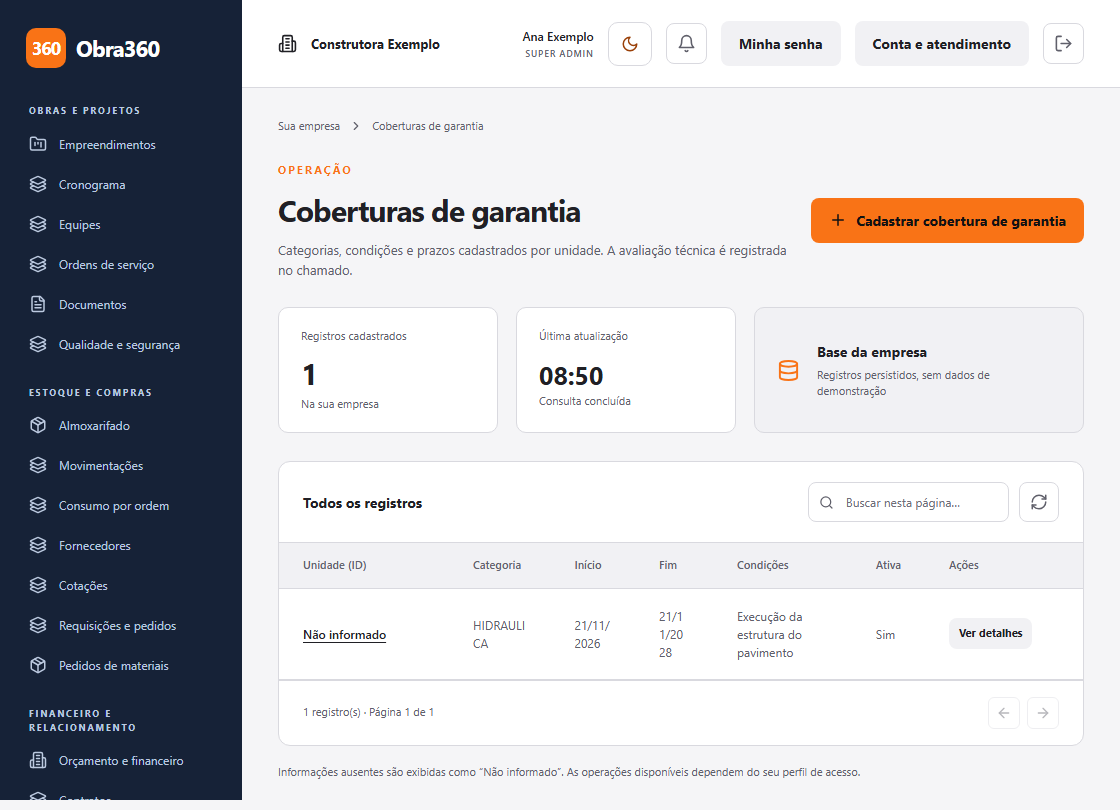 360 Obra360
OBRAS E PROJETOS
Empreendimentos
Cronograma
Equipes
Ordens de serviço
Documentos
Qualidade e segurança
ESTOQUE E COMPRAS
Almoxarifado
Movimentações
Consumo por ordem
Fornecedores
Cotações
Requisições e pedidos
Pedidos de materiais
FINANCEIRO E
RELACIONAMENTO
Orçamento e financeiro
Contratos
Construtora Exemplo
Ana Exemplo
SUPER ADMIN
Minha senha
Conta e atendimento
Sua empresa > Coberturas de garantia
OPERAÇÃO
Coberturas de garantia
Categorias, condições e prazos cadastrados por unidade. A avaliação técnica é registrada
no chamado.
+ Cadastrar cobertura de garantia
Registros cadastrados
1
Na sua empresa
Última atualização
08:50
Consulta concluída
Base da empresa
Registros persistidos, sem dados de
demonstração
Todos os registros
Buscar nesta página...
Unidade (ID) Categoria Início Fim Condições Ativa Ações
Não informado
HIDRAULI
CA
21/11/
2026
21/1
1/20
28
Execução da
estrutura do
pavimento
Sim
Ver detalhes
1 registro(s) · Página 1 de 1
Informações ausentes são exibidas como “Não informado”. As operações disponíveis dependem do seu perfil de acesso.